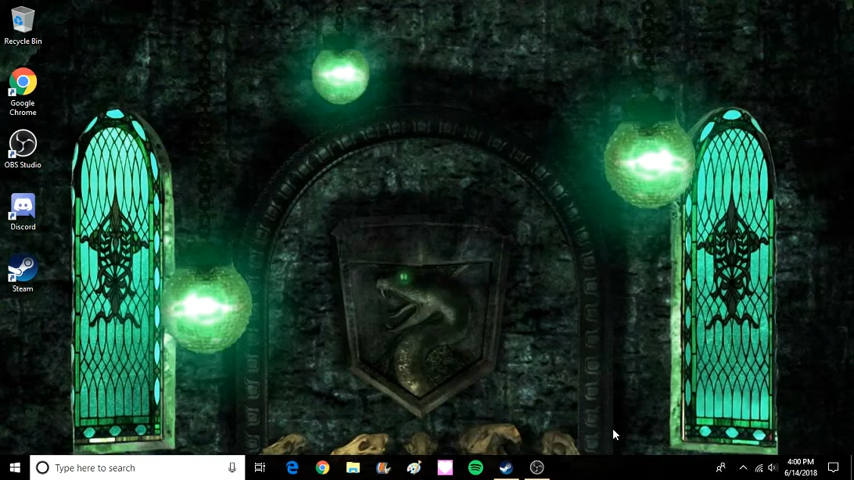 Recycle Bin
Google
Chrome
OBS Studio
Discord
Steam
Type here to search
4:00 PM
6/14/2018